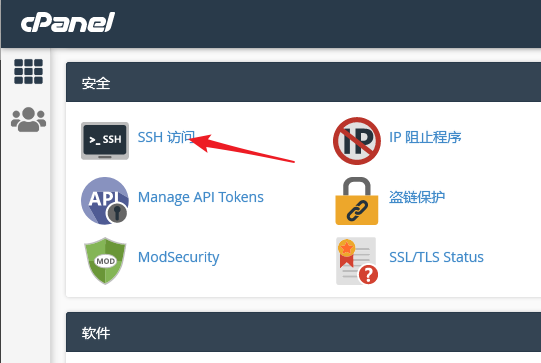 cPanel
安全
>_SSH
SSH 访问
IP
IP 阻止程序
API
Manage API Tokens
盗链保护
MOD
ModSecurity
?
SSL/TLS Status
软件